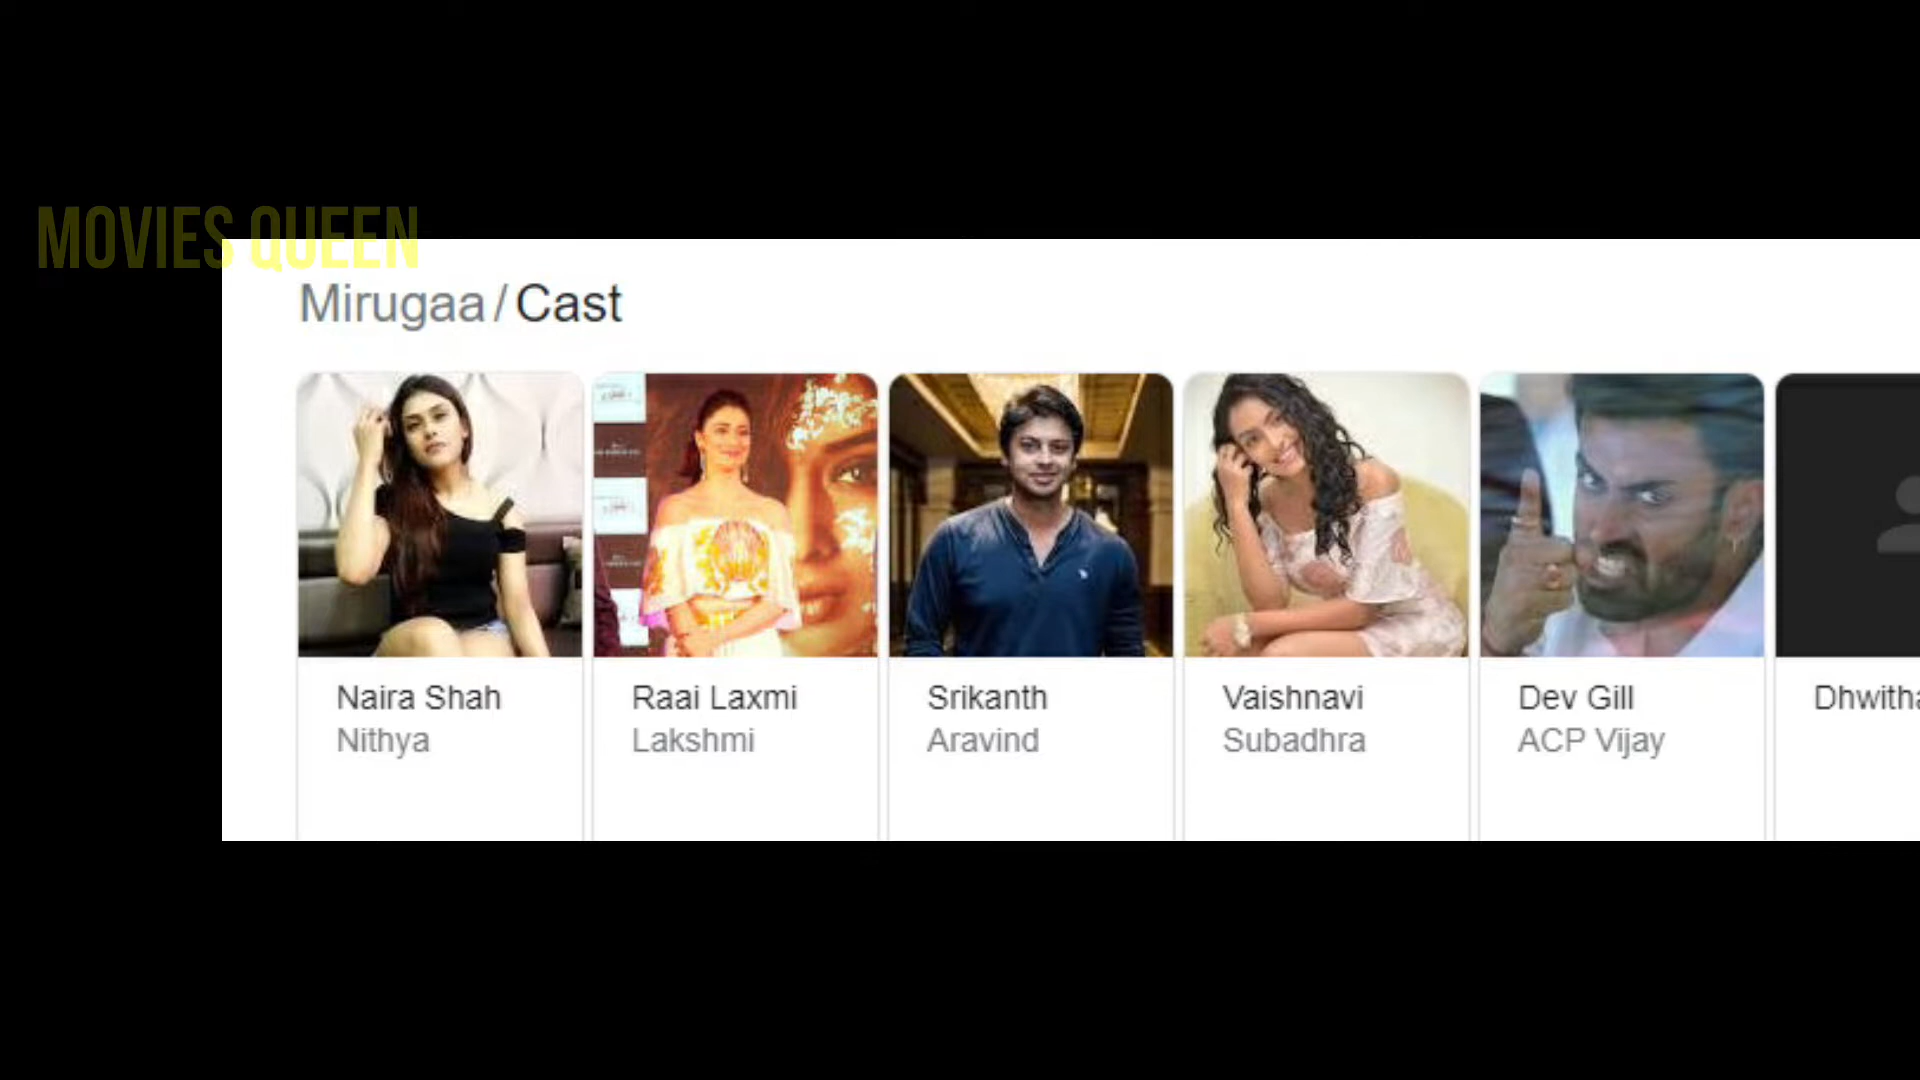 MOVIES QUEEN
Mirugaa / Cast
Naira Shah
Nithya
Raai Laxmi
Lakshmi
Srikanth
Aravind
Vaishnavi
Subadhra
Dev Gill
ACP Vijay